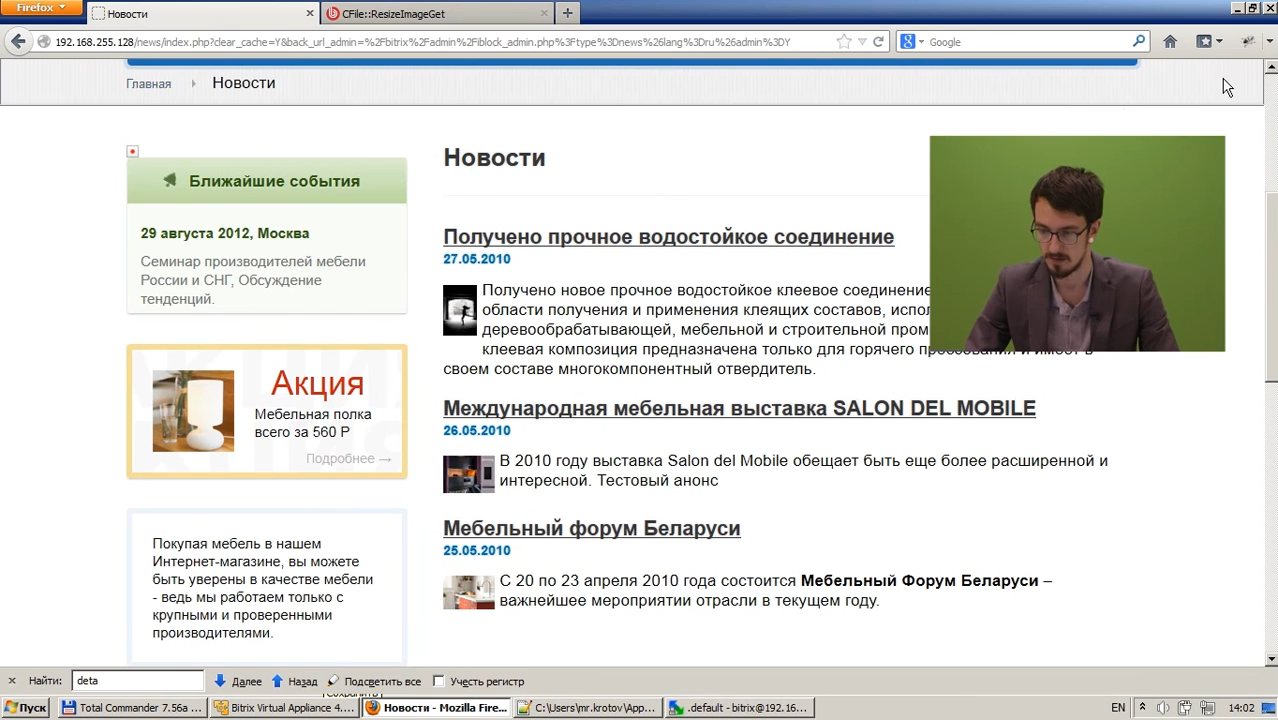 Firefox
Новости
CFile::ResizeImageGet
192.168.255.128/news/index.php?clear_cache=Y&back_url_admin=%2Fbitrix%2Fadmin%2Fiblock_admin.php%3Ftype%3Dnews%26lang%3Dru%26admin%3DY
Google
Главная
Новости
Ближайшие события
29 августа 2012, Москва
Семинар производителей мебели
России и СНГ, Обсуждение
тенденций.
Акция
Мебельная полка
всего за 560 Р
Подробнее →
Покупая мебель в нашем
Интернет-магазине, вы можете
быть уверены в качестве мебели
- ведь мы работаем только с
крупными и проверенными
производителями.
Новости
Получено прочное водостойкое соединение
27.05.2010
Получено новое прочное водостойкое клеевое соединение
области получения и применения клеящих составов,
деревообрабатывающей, мебельной и строительной
клеевая композиция предназначена только для горячего
своем составе многокомпонентный отвердитель.
Международная мебельная выставка SALON DEL MOBILE
26.05.2010
В 2010 году выставка Salon del Mobile обещает быть еще более расширенной и
интересной. Тестовый анонс
Мебельный форум Беларуси
25.05.2010
С 20 по 23 апреля 2010 года состоится Мебельный Форум Беларуси –
важнейшее мероприятии отрасли в текущем году.
Найти:
deta
Далее
Назад
Подсветить все
Учесть регистр
Пуск
Total Commander 7.56a ...
Bitrix Virtual Appliance 4....
Новости - Mozilla Fire...
C:\Users\mr.krotov\App...
.default - bitrix@192.16...
EN
14:02